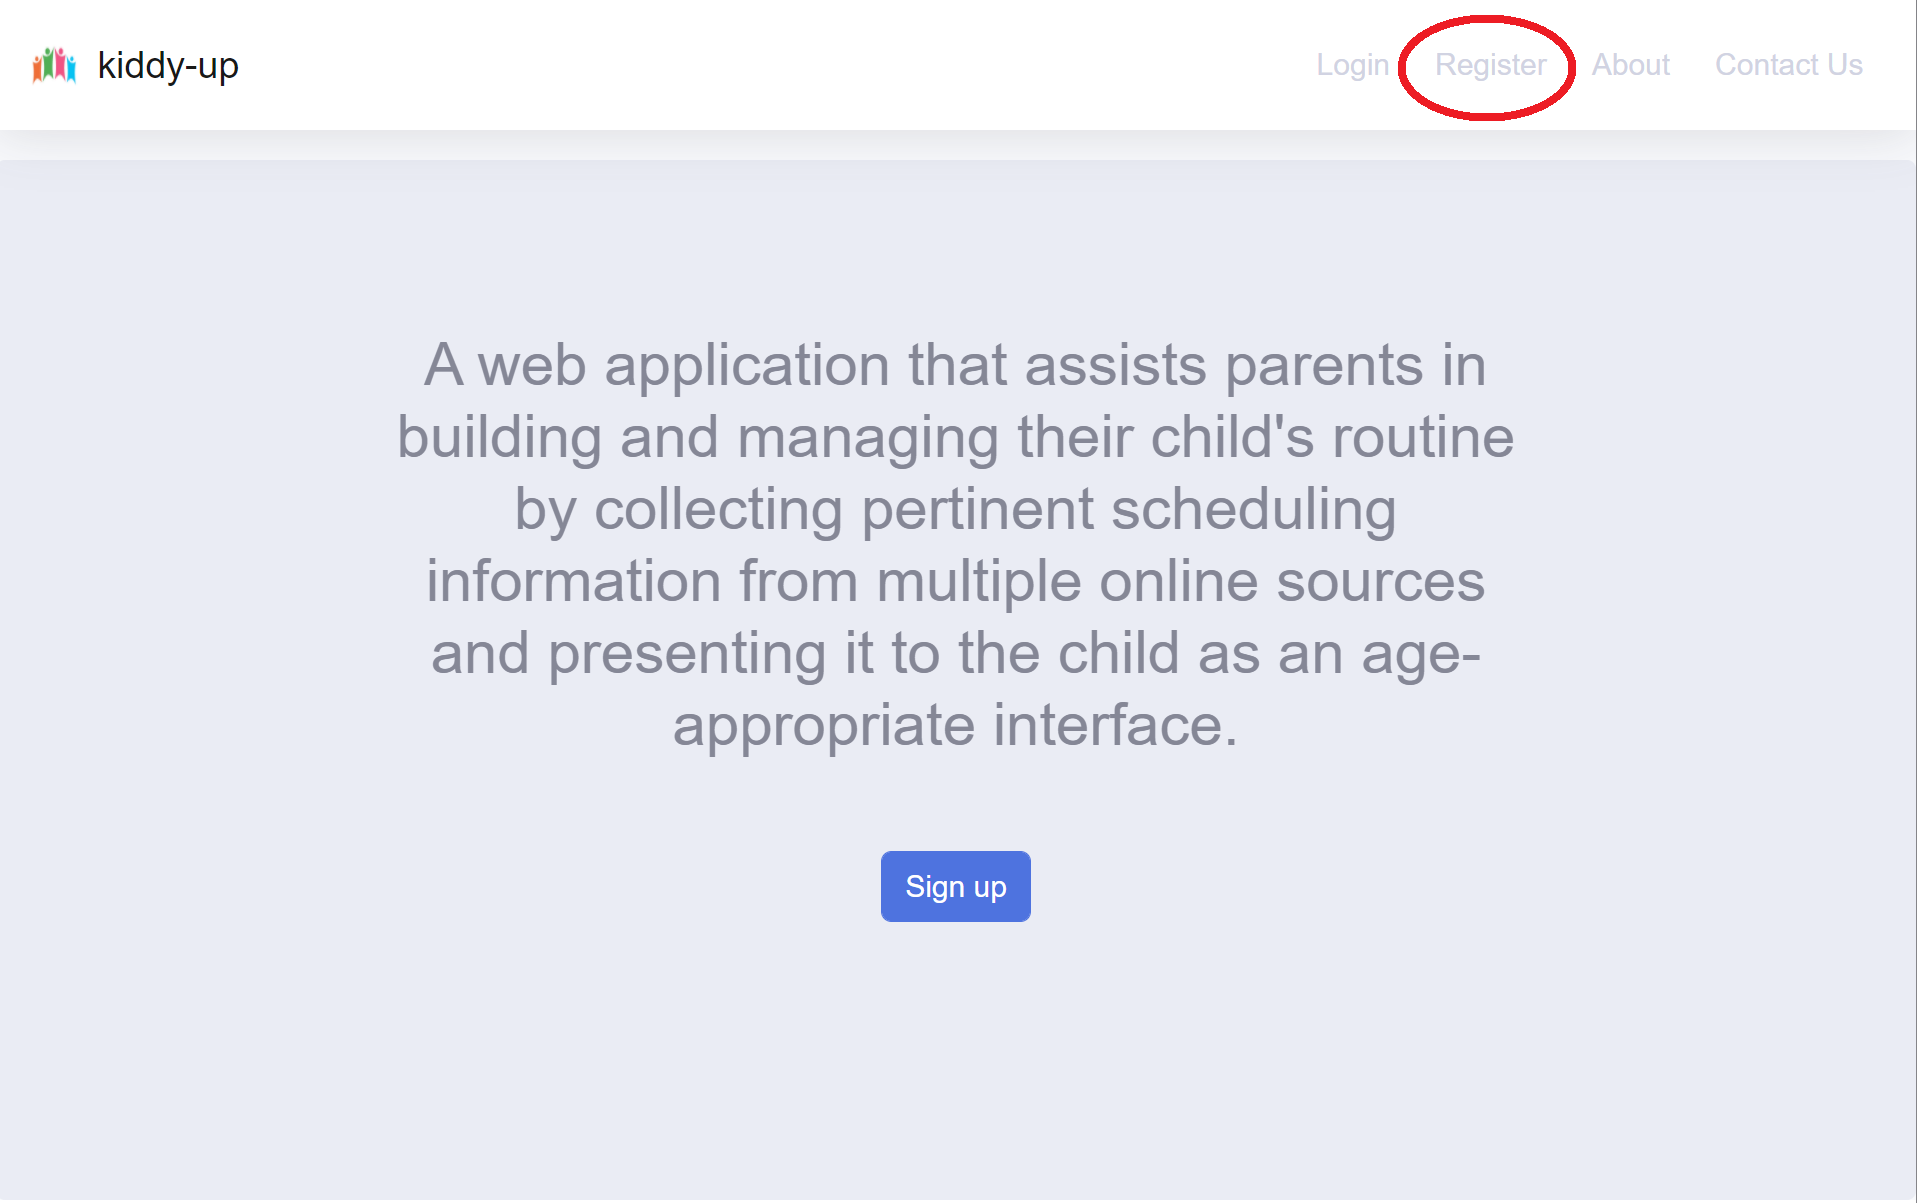 kiddy-up
Login Register About Contact Us
A web application that assists parents in
building and managing their child's routine
by collecting pertinent scheduling
information from multiple online sources
and presenting it to the child as an age-
appropriate interface.
Sign up